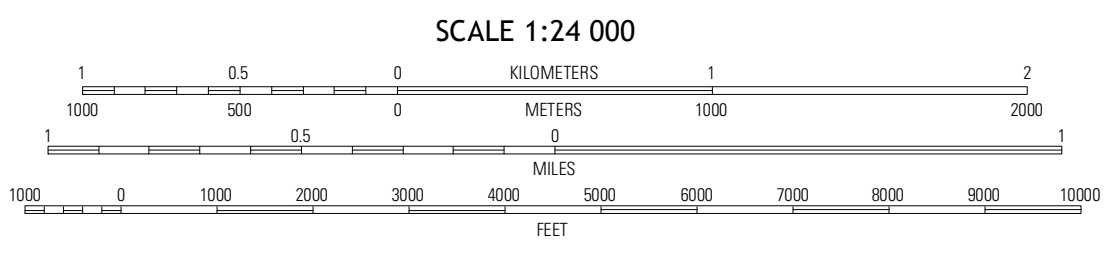 SCALE 1:24 000
1 0.5 0 KILOMETERS 1 2
1000 500 0 METERS 1000 2000
1 0.5 0 1
MILES
1000 0 1000 2000 3000 4000 5000 6000 7000 8000 9000 10000
FEET